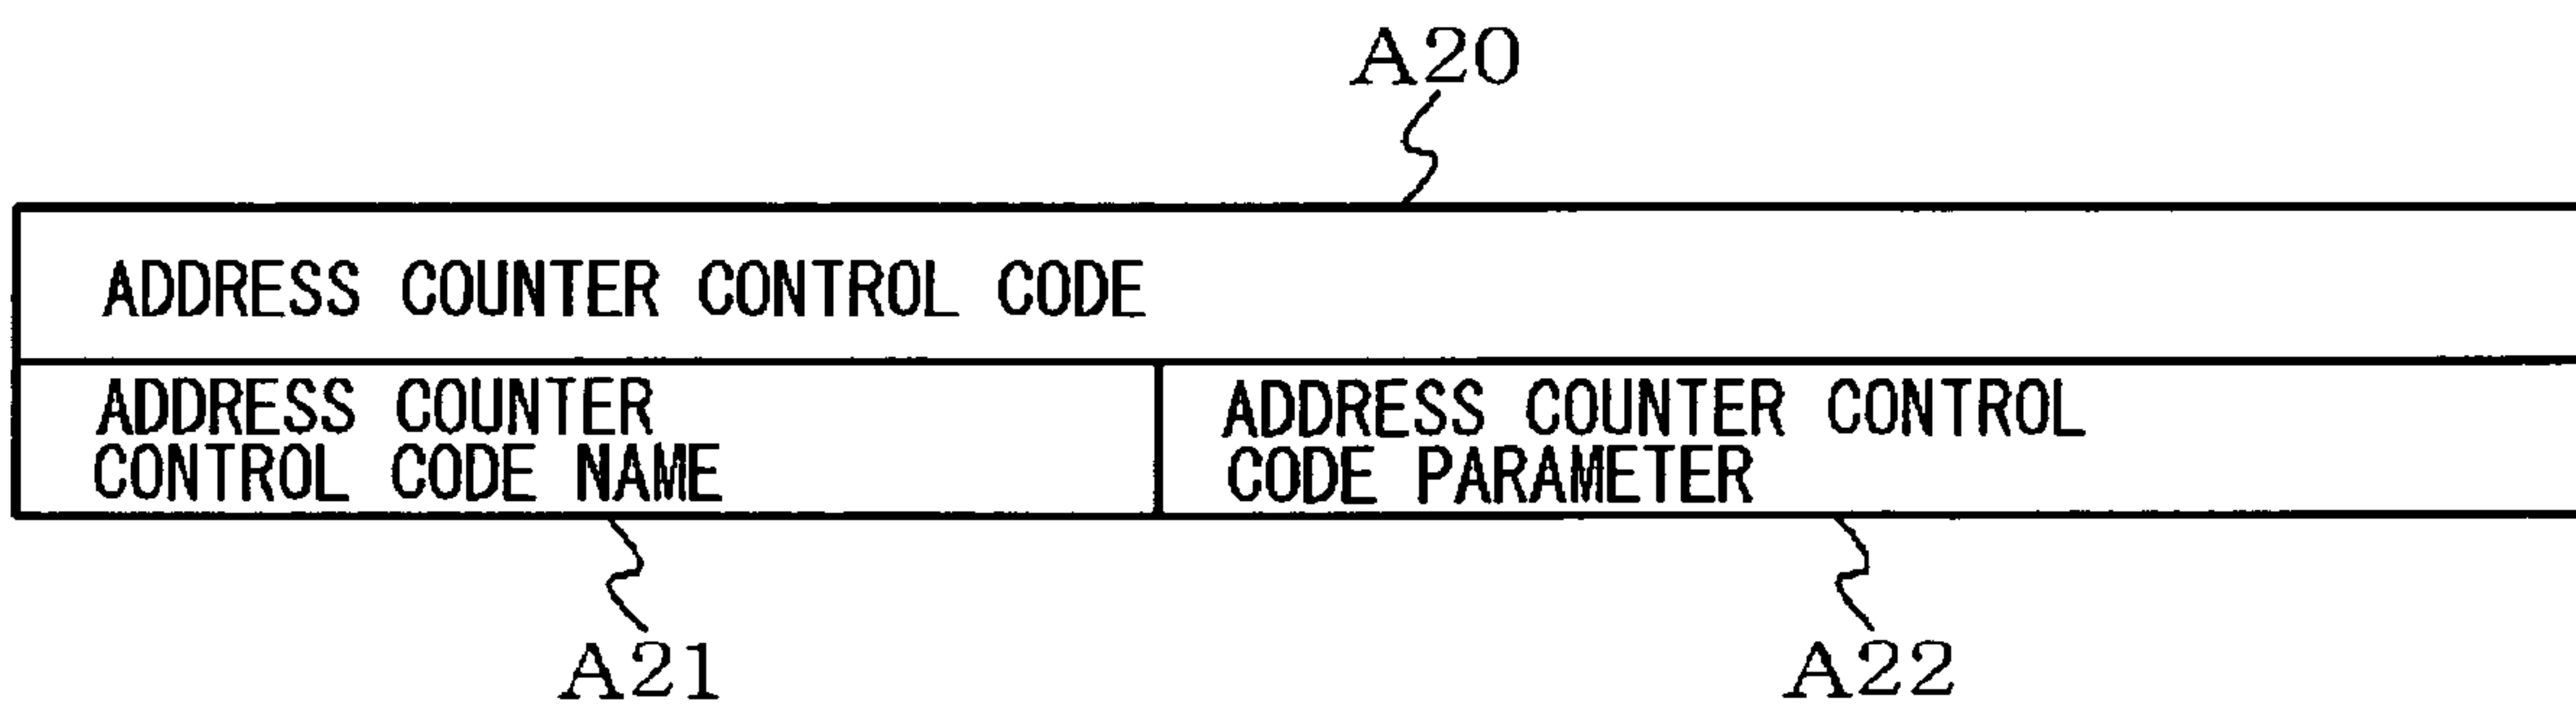 A20
ADDRESS COUNTER CONTROL CODE
ADDRESS COUNTER
CONTROL CODE NAME
ADDRESS COUNTER CONTROL
CODE PARAMETER
A21
A22